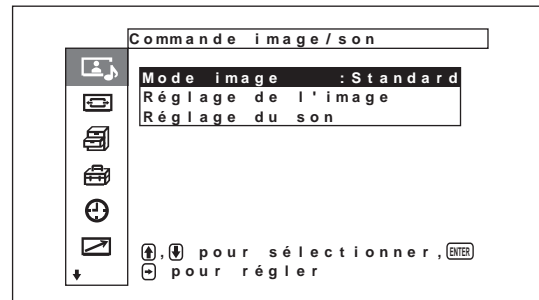 Commande image/son
Mode image :Standard
Réglage de l'image
Réglage du son
, pour sélectionner, ENTER
pour régler